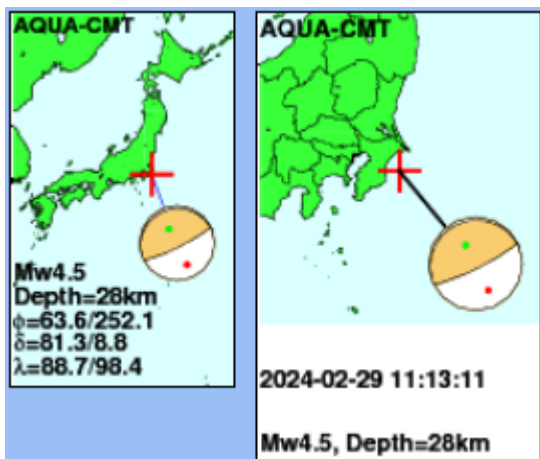 AQUA-CMT
Mw4.5
Depth=28km
ϕ=63.6/252.1
δ=81.3/8.8
λ=88.7/98.4
AQUA-CMT
2024-02-29 11:13:11
Mw4.5, Depth=28km